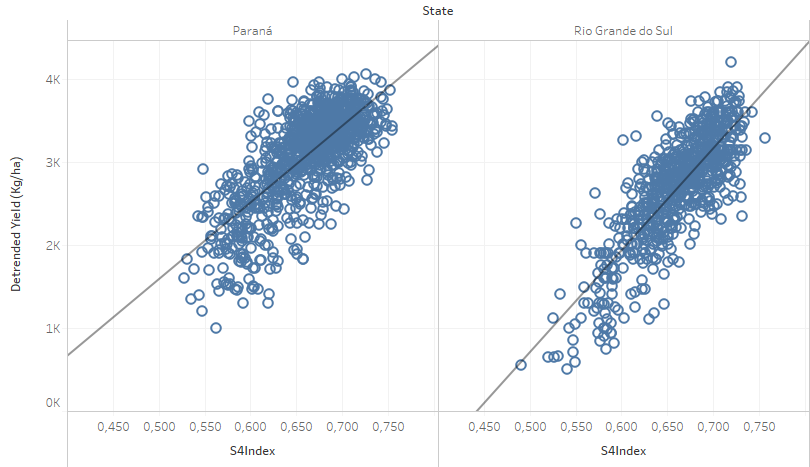 State
Paraná Rio Grande do Sul
4K
3K
2K
1K
0K
Detrended Yield (Kg/ha)
0,450 0,500 0,550 0,600 0,650 0,700 0,750 0,450 0,500 0,550 0,600 0,650 0,700 0,750
S4Index S4Index